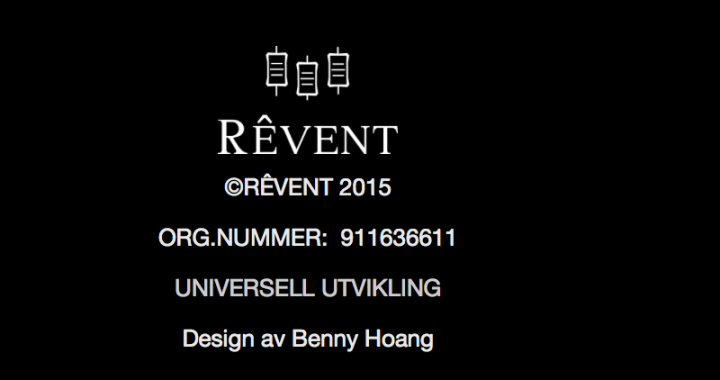 RÊVENT
©RÊVENT 2015
ORG.NUMMER: 911636611
UNIVERSELL UTVIKLING
Design av Benny Hoang